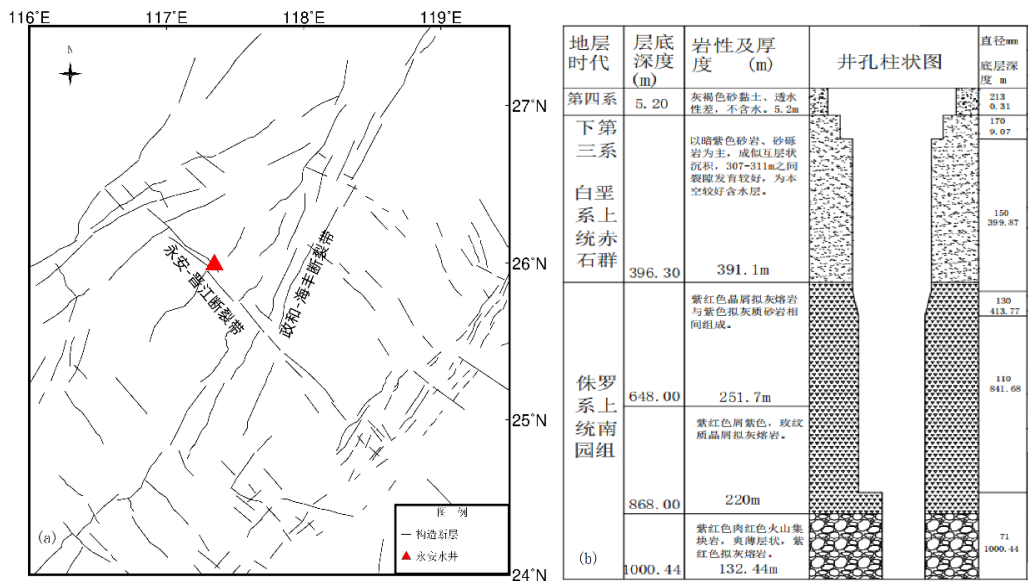 116°E
117°E
118°E
119°E
27°N
26°N
25°N
24°N
N
永安-晋江断裂带
政和-海丰断裂带
图 例
构造断层
永安水井
(a)
地层
时代
层底
深度
(m)
岩性及厚
度 (m)
井孔柱状图
直径mm
底层深
度 m
第四系
5.20
灰褐色砂黏土、透水
性差，不含水。5.2m
213
0.31
170
9.07
下第
三系
白垩
系上
统赤
石群
396.30
以暗紫色砂岩、砂砾
岩为主，成似互层状
沉积，307-311m之间
裂隙发育较好，为本
空较好含水层。
391.1m
150
399.87
130
413.77
侏罗
系上
统南
园组
648.00
紫红色晶屑拟灰熔岩
与紫色拟灰质砂岩相
间组成。
251.7m
110
841.68
868.00
紫红色屑紫色，玫纹
质晶屑拟灰熔岩。
220m
1000.44
紫红色肉红色火山集
块岩，夹薄层状，紫
红色拟灰熔岩。
132.44m
71
1000.44
(b)